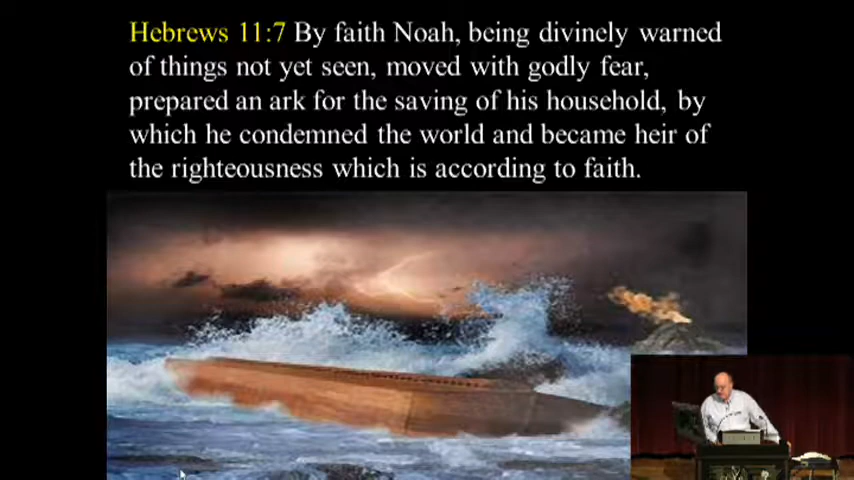 Hebrews 11:7 By faith Noah, being divinely warned
of things not yet seen, moved with godly fear,
prepared an ark for the saving of his household, by
which he condemned the world and became heir of
the righteousness which is according to faith.